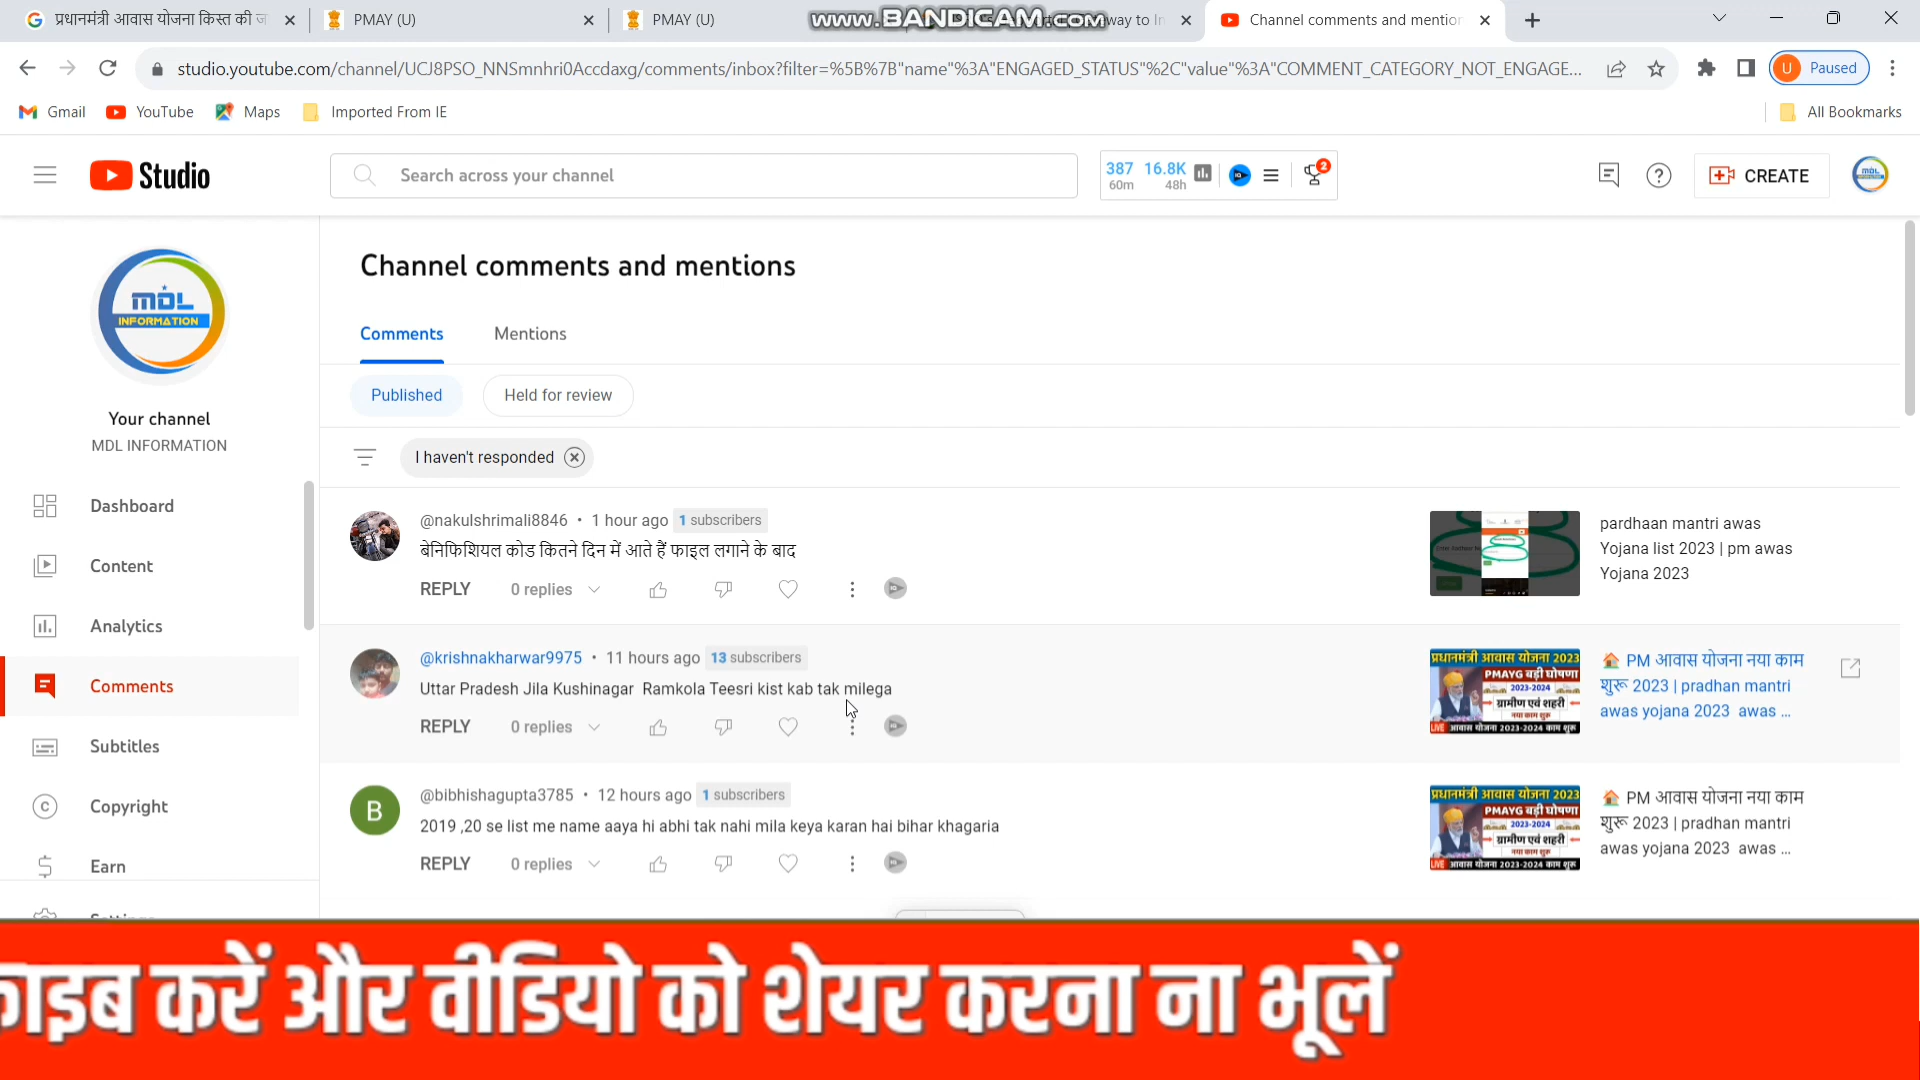 प्रधानमंत्री आवास योजना किस्त की ज
PMAY (U)
PMAY (U)
www.BANDICAM.com
way to In
Channel comments and mention
studio.youtube.com/channel/UCJ8PSO_NNSmnhri0Accdaxg/comments/inbox?filter=%5B%7B"name"%3A"ENGAGED_STATUS"%2C"value"%3A"COMMENT_CATEGORY_NOT_ENGAGE...
U Paused
Gmail
YouTube
Maps
Imported From IE
All Bookmarks
Studio
Search across your channel
387 16.8K
60m 48h
2
CREATE
MDL
INFORMATION
Your channel
MDL INFORMATION
Dashboard
Content
Analytics
Comments
Subtitles
Copyright
Earn
Channel comments and mentions
Comments
Mentions
Published
Held for review
I haven't responded
@nakulshrimali8846 • 1 hour ago 1 subscribers
बेनिफिशियल कोड कितने दिन में आते हैं फाइल लगाने के बाद
REPLY 0 replies
pardhaan mantri awas
Yojana list 2023 | pm awas
Yojana 2023
@krishnakharwar9975 • 11 hours ago 13 subscribers
Uttar Pradesh Jila Kushinagar Ramkola Teesri kist kab tak milega
REPLY 0 replies
प्रधानमंत्री आवास योजना 2023
PMAYG बड़ी घोषणा
2023-2024
ग्रामीण एवं शहरी
नया काम शुरू
LIVE आवास योजना 2023-2024 काम शुरू
🏠 PM आवास योजना नया काम
शुरू 2023 | pradhan mantri
awas yojana 2023 awas ...
B
@bibhishagupta3785 • 12 hours ago 1 subscribers
2019 ,20 se list me name aaya hi abhi tak nahi mila keya karan hai bihar khagaria
REPLY 0 replies
प्रधानमंत्री आवास योजना 2023
PMAYG बड़ी घोषणा
2023-2024
ग्रामीण एवं शहरी
नया काम शुरू
LIVE आवास योजना 2023-2024 काम शुरू
🏠 PM आवास योजना नया काम
शुरू 2023 | pradhan mantri
awas yojana 2023 awas ...
करें और वीडियो को शेयर करना ना भूलें